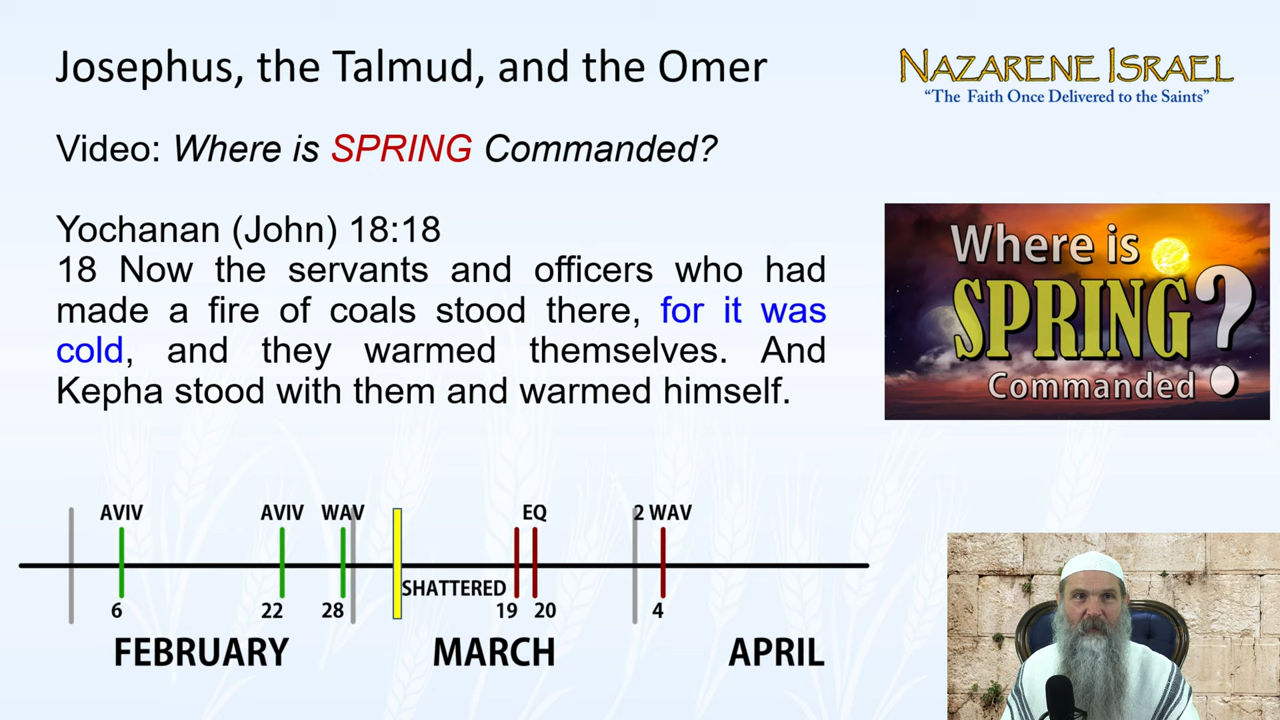 Josephus, the Talmud, and the Omer
NAZARENE ISRAEL
“The Faith Once Delivered to the Saints”
Video: Where is SPRING Commanded?
Yochanan (John) 18:18
18 Now the servants and officers who had
made a fire of coals stood there, for it was
cold, and they warmed themselves. And
Kepha stood with them and warmed himself.
Where is
SPRING?
Commanded
AVIV AVIV WAV EQ 2 WAV
SHATTERED
6 22 28 19 20 4
FEBRUARY MARCH APRIL